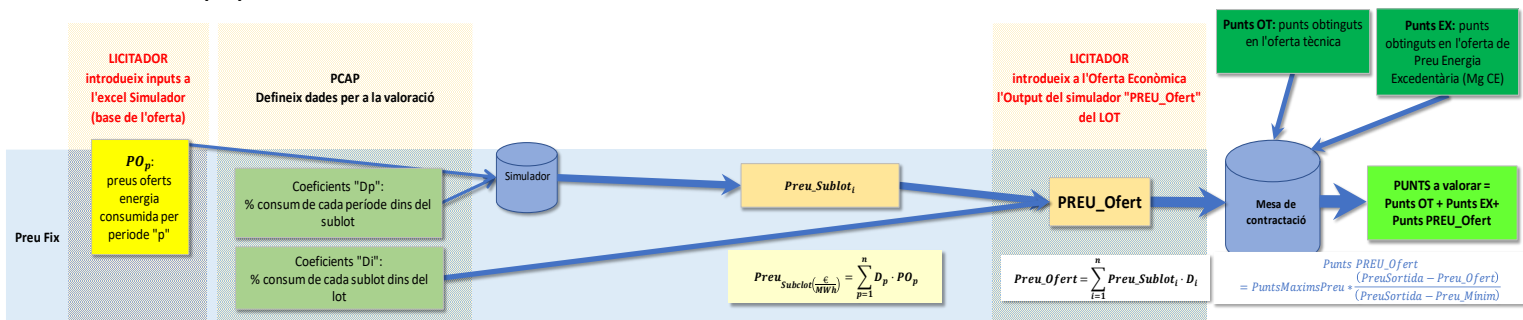 LICITADOR
introdueix inputs a
l'excel Simulador
(base de l'oferta)
PCAP
Defineix dades per a la valoració
LICITADOR
introdueix a l'Oferta Econòmica
l'Output del simulador "PREU_Ofert"
del LOT
Punts OT: punts obtinguts
en l'oferta tècnica
Punts EX: punts
obtinguts en l'oferta de
Preu Energia
Excedentària (Mg CE)
Preu Fix
PO_p:
preus oferts
energia
consumida per
periode "p"
Coeficients "Dp":
% consum de cada període dins del
sublot
Coeficients "Di":
% consum de cada sublot dins del
lot
Simulador
Preu_Sublot_i
PREU_Ofert
Mesa de
contractació
PUNTS a valorar =
Punts OT + Punts EX+
Punts PREU_Ofert
Preu_Subclot(€/MWh) = ∑_{p=1}^{n} D_p · PO_p
Preu_Ofert = ∑_{i=1}^{n} Preu_Sublot_i · D_i
Punts PREU_Ofert
= PuntsMaximsPreu * (PreuSortida − Preu_Ofert) / (PreuSortida − Preu_Mínim)